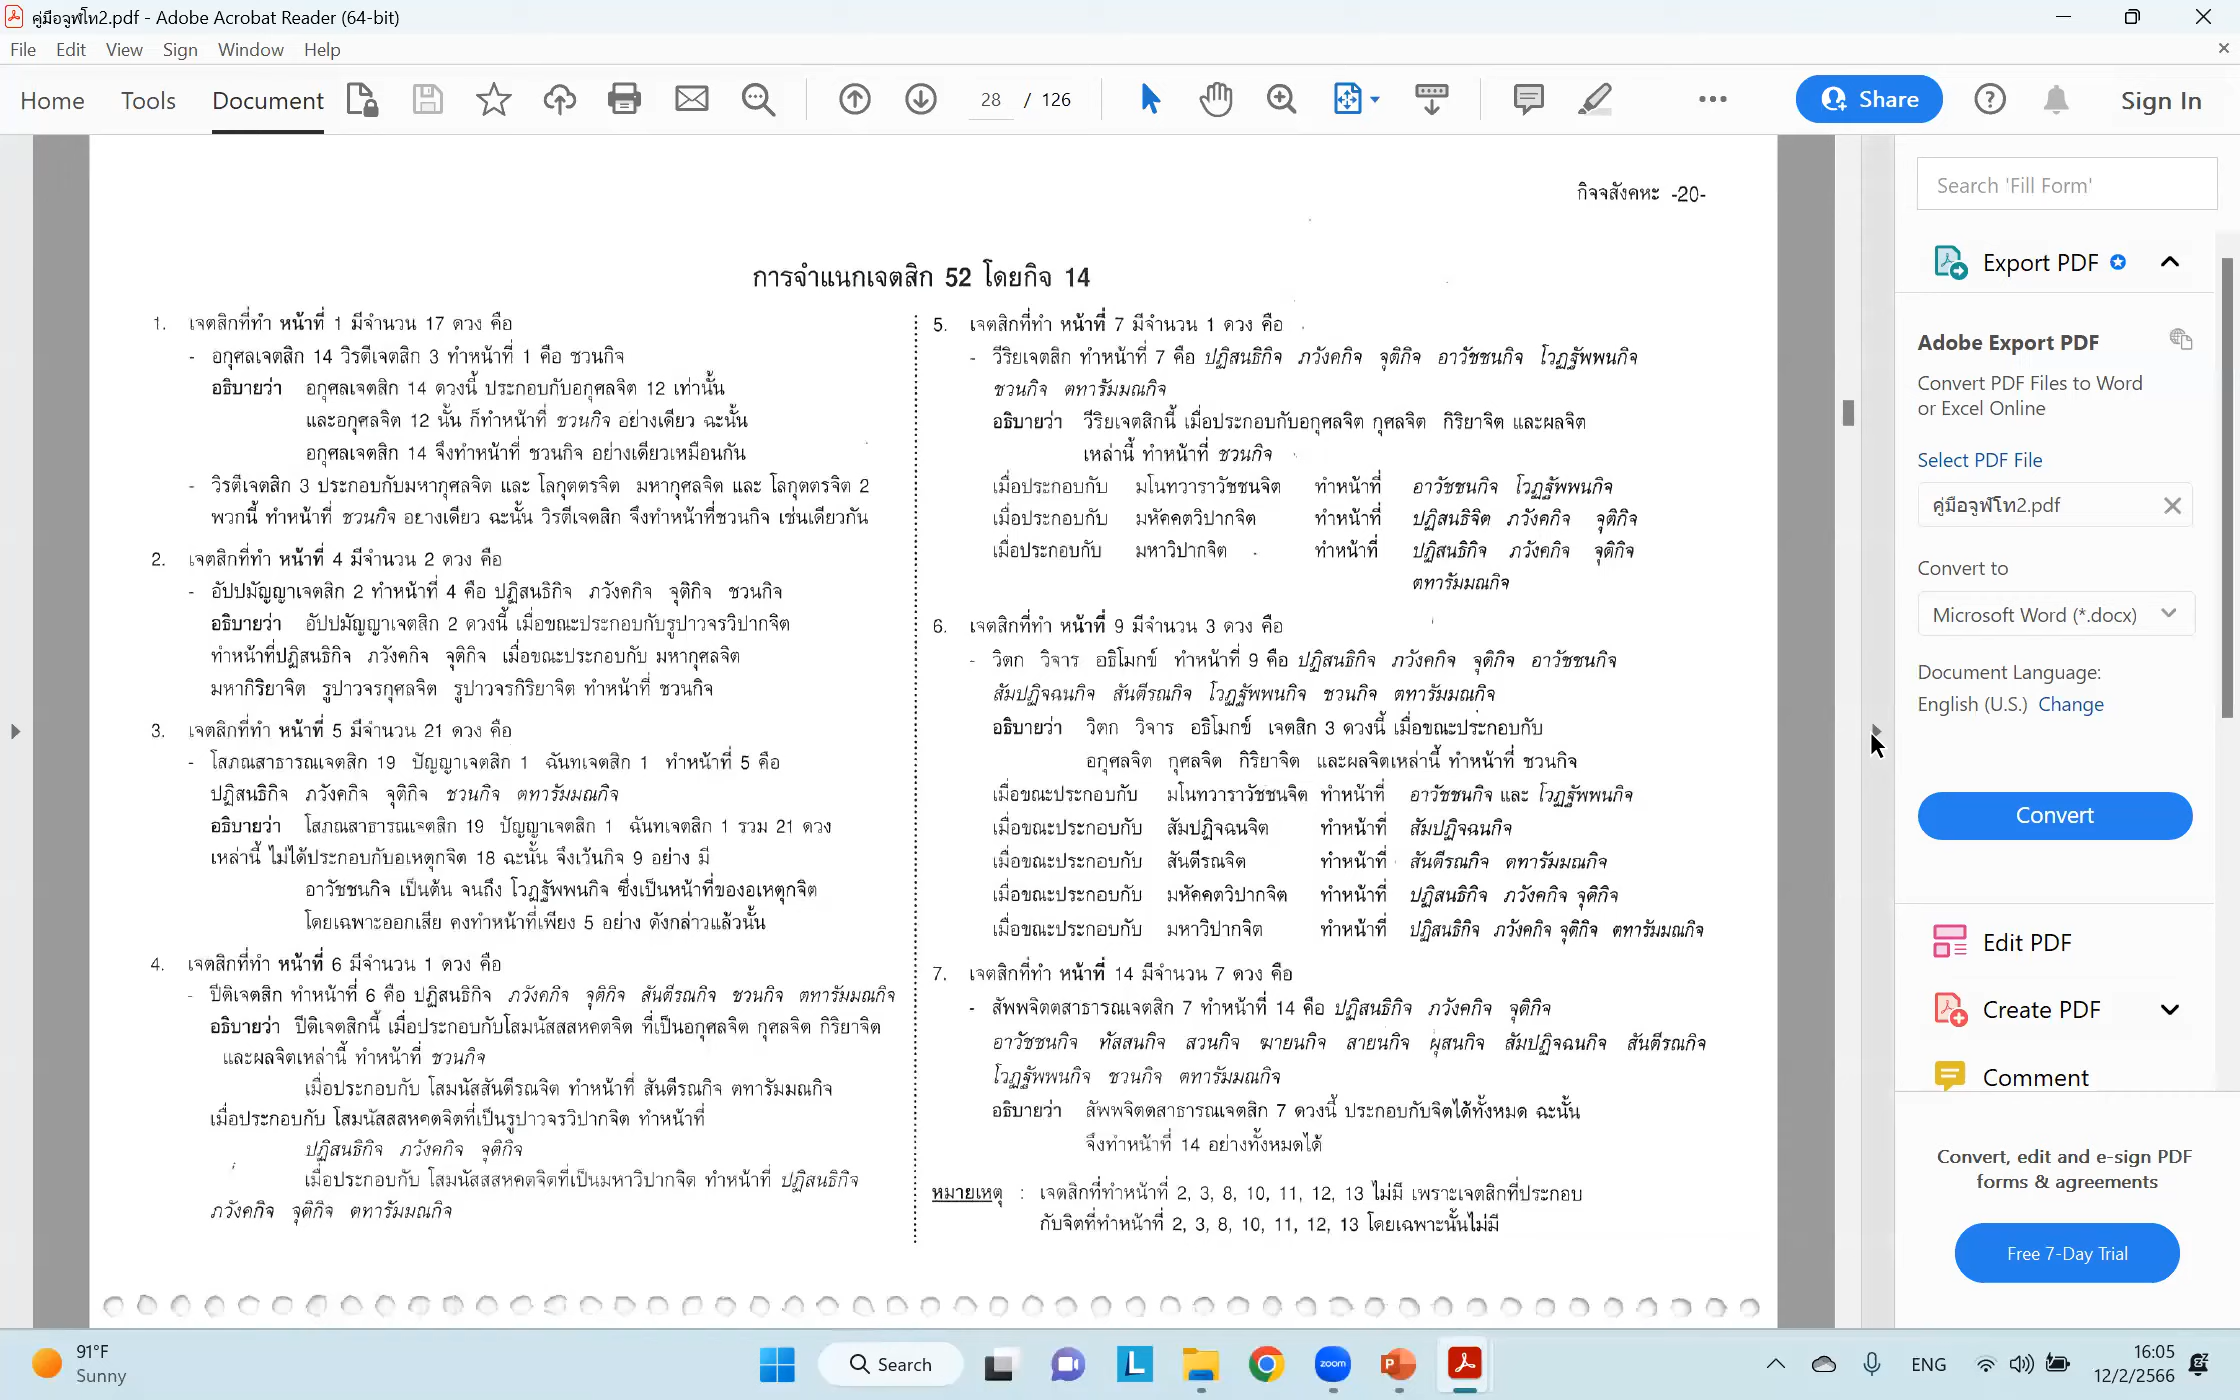 คู่มือจูฬโท2.pdf - Adobe Acrobat Reader (64-bit)
File Edit View Sign Window Help
Home Tools Document 28 / 126 Share Sign In
กิจจสังคหะ -20-
การจำแนกเจตสิก 52 โดยกิจ 14
1. เจตสิกที่ทำ หน้าที่ 1 มีจำนวน 17 ดวง คือ
- อกุศลเจตสิก 14 วิรตีเจตสิก 3 ทำหน้าที่ 1 คือ ชวนกิจ
อธิบายว่า อกุศลเจตสิก 14 ดวงนี้ ประกอบกับอกุศลจิต 12 เท่านั้น
และอกุศลจิต 12 นั้น ก็ทำหน้าที่ ชวนกิจ อย่างเดียว ฉะนั้น
อกุศลเจตสิก 14 จึงทำหน้าที่ ชวนกิจ อย่างเดียวเหมือนกัน
- วิรตีเจตสิก 3 ประกอบกับมหากุศลจิต และ โลกุตตรจิต มหากุศลจิต และ โลกุตตรจิต 2
พวกนี้ ทำหน้าที่ ชวนกิจ อย่างเดียว ฉะนั้น วิรตีเจตสิก จึงทำหน้าที่ชวนกิจ เช่นเดียวกัน
2. เจตสิกที่ทำ หน้าที่ 4 มีจำนวน 2 ดวง คือ
- อัปปมัญญาเจตสิก 2 ทำหน้าที่ 4 คือ ปฏิสนธิกิจ ภวังคกิจ จุติกิจ ชวนกิจ
อธิบายว่า อัปปมัญญาเจตสิก 2 ดวงนี้ เมื่อขณะประกอบกับรูปาวจรวิปากจิต
ทำหน้าที่ปฏิสนธิกิจ ภวังคกิจ จุติกิจ เมื่อขณะประกอบกับ มหากุศลจิต
มหากิริยาจิต รูปาวจรกุศลจิต รูปาวจรกิริยาจิต ทำหน้าที่ ชวนกิจ
3. เจตสิกที่ทำ หน้าที่ 5 มีจำนวน 21 ดวง คือ
- โสภณสาธารณเจตสิก 19 ปัญญาเจตสิก 1 ฉันทเจตสิก 1 ทำหน้าที่ 5 คือ
ปฏิสนธิกิจ ภวังคกิจ จุติกิจ ชวนกิจ ตทารัมมณกิจ
อธิบายว่า โสภณสาธารณเจตสิก 19 ปัญญาเจตสิก 1 ฉันทเจตสิก 1 รวม 21 ดวง
เหล่านี้ ไม่ได้ประกอบกับอเหตุกจิต 18 ฉะนั้น จึงเว้นกิจ 9 อย่าง มี
อาวัชชนกิจ เป็นต้น จนถึง โวฏฐัพพนกิจ ซึ่งเป็นหน้าที่ของอเหตุกจิต
โดยเฉพาะออกเสีย คงทำหน้าที่เพียง 5 อย่าง ดังกล่าวแล้วนั้น
4. เจตสิกที่ทำ หน้าที่ 6 มีจำนวน 1 ดวง คือ
- ปีติเจตสิก ทำหน้าที่ 6 คือ ปฏิสนธิกิจ ภวังคกิจ จุติกิจ สันตีรณกิจ ชวนกิจ ตทารัมมณกิจ
อธิบายว่า ปีติเจตสิกนี้ เมื่อประกอบกับโสมนัสสสหคตจิต ที่เป็นอกุศลจิต กุศลจิต กิริยาจิต
และผลจิตเหล่านี้ ทำหน้าที่ ชวนกิจ
เมื่อประกอบกับ โสมนัสสันตีรณจิต ทำหน้าที่ สันตีรณกิจ ตทารัมมณกิจ
เมื่อประกอบกับ โสมนัสสสหคตจิตที่เป็นรูปาวจรวิปากจิต ทำหน้าที่
ปฏิสนธิกิจ ภวังคกิจ จุติกิจ
เมื่อประกอบกับ โสมนัสสสหคตจิตที่เป็นมหาวิปากจิต ทำหน้าที่ ปฏิสนธิกิจ
ภวังคกิจ จุติกิจ ตทารัมมณกิจ
5. เจตสิกที่ทำ หน้าที่ 7 มีจำนวน 1 ดวง คือ
- วีริยเจตสิก ทำหน้าที่ 7 คือ ปฏิสนธิกิจ ภวังคกิจ จุติกิจ อาวัชชนกิจ โวฏฐัพพนกิจ
ชวนกิจ ตทารัมมณกิจ
อธิบายว่า วีริยเจตสิกนี้ เมื่อประกอบกับอกุศลจิต กุศลจิต กิริยาจิต และผลจิต
เหล่านี้ ทำหน้าที่ ชวนกิจ
เมื่อประกอบกับ มโนทวาราวัชชนจิต ทำหน้าที่ อาวัชชนกิจ โวฏฐัพพนกิจ
เมื่อประกอบกับ มหัคคตวิปากจิต ทำหน้าที่ ปฏิสนธิจิต ภวังคกิจ จุติกิจ
เมื่อประกอบกับ มหาวิปากจิต ทำหน้าที่ ปฏิสนธิกิจ ภวังคกิจ จุติกิจ
ตทารัมมณกิจ
6. เจตสิกที่ทำ หน้าที่ 9 มีจำนวน 3 ดวง คือ
- วิตก วิจาร อธิโมกข์ ทำหน้าที่ 9 คือ ปฏิสนธิกิจ ภวังคกิจ จุติกิจ อาวัชชนกิจ
สัมปฏิจฉนกิจ สันตีรณกิจ โวฏฐัพพนกิจ ชวนกิจ ตทารัมมณกิจ
อธิบายว่า วิตก วิจาร อธิโมกข์ เจตสิก 3 ดวงนี้ เมื่อขณะประกอบกับ
อกุศลจิต กุศลจิต กิริยาจิต และผลจิตเหล่านี้ ทำหน้าที่ ชวนกิจ
เมื่อขณะประกอบกับ มโนทวาราวัชชนจิต ทำหน้าที่ อาวัชชนกิจ และ โวฏฐัพพนกิจ
เมื่อขณะประกอบกับ สัมปฏิจฉนจิต ทำหน้าที่ สัมปฏิจฉนกิจ
เมื่อขณะประกอบกับ สันตีรณจิต ทำหน้าที่ สันตีรณกิจ ตทารัมมณกิจ
เมื่อขณะประกอบกับ มหัคคตวิปากจิต ทำหน้าที่ ปฏิสนธิกิจ ภวังคกิจ จุติกิจ
เมื่อขณะประกอบกับ มหาวิปากจิต ทำหน้าที่ ปฏิสนธิกิจ ภวังคกิจ จุติกิจ ตทารัมมณกิจ
7. เจตสิกที่ทำ หน้าที่ 14 มีจำนวน 7 ดวง คือ
- สัพพจิตตสาธารณเจตสิก 7 ทำหน้าที่ 14 คือ ปฏิสนธิกิจ ภวังคกิจ จุติกิจ
อาวัชชนกิจ ทัสสนกิจ สวนกิจ ฆายนกิจ สายนกิจ ผุสนกิจ สัมปฏิจฉนกิจ สันตีรณกิจ
โวฏฐัพพนกิจ ชวนกิจ ตทารัมมณกิจ
อธิบายว่า สัพพจิตตสาธารณเจตสิก 7 ดวงนี้ ประกอบกับจิตได้ทั้งหมด ฉะนั้น
จึงทำหน้าที่ 14 อย่างทั้งหมดได้
หมายเหตุ : เจตสิกที่ทำหน้าที่ 2, 3, 8, 10, 11, 12, 13 ไม่มี เพราะเจตสิกที่ประกอบ
กับจิตที่ทำหน้าที่ 2, 3, 8, 10, 11, 12, 13 โดยเฉพาะนั้นไม่มี
Search 'Fill Form'
Export PDF
Adobe Export PDF
Convert PDF Files to Word
or Excel Online
Select PDF File
คู่มือจูฬโท2.pdf
Convert to
Microsoft Word (*.docx)
Document Language:
English (U.S.) Change
Convert
Edit PDF
Create PDF
Comment
Convert, edit and e-sign PDF
forms & agreements
Free 7-Day Trial
91°F
Sunny
Search
L
zoom
P
ENG
16:05
12/2/2566